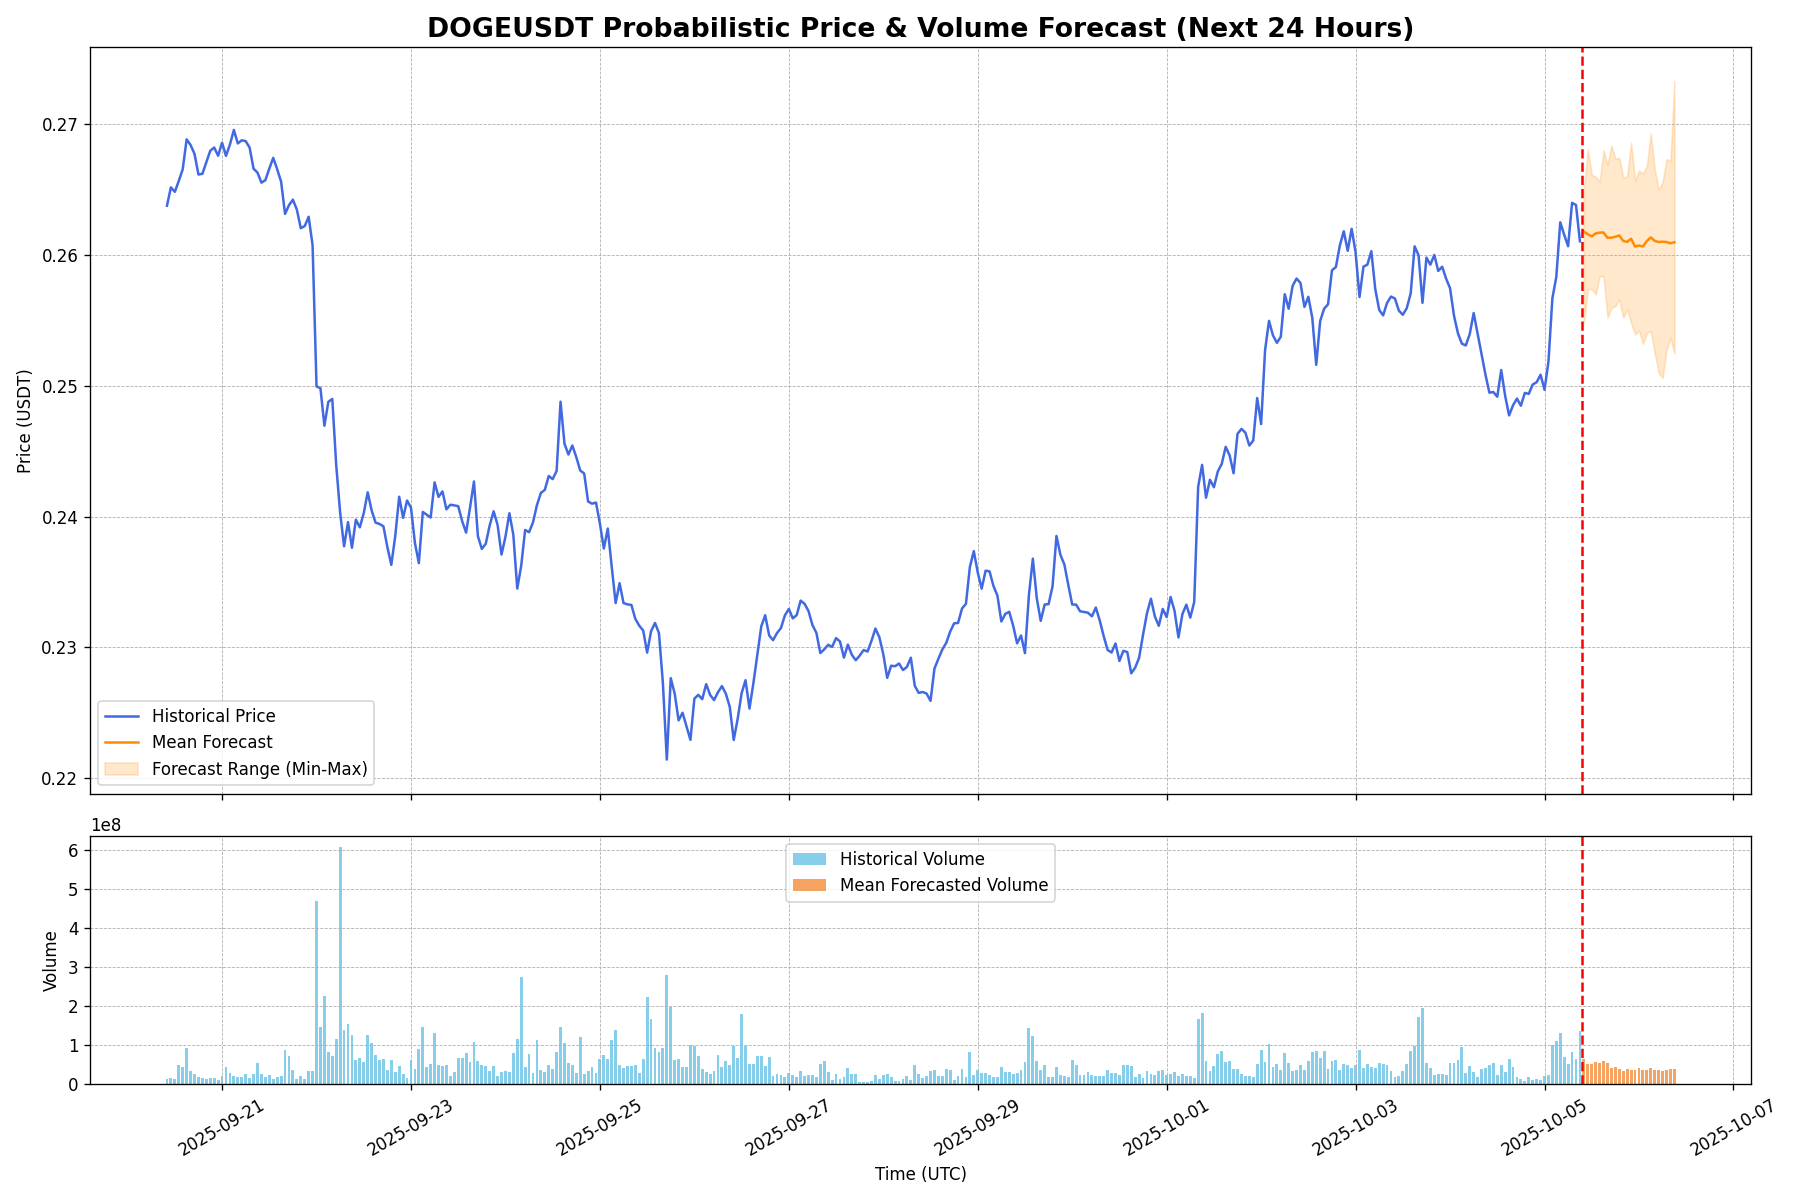 DOGEUSDT Probabilistic Price & Volume Forecast (Next 24 Hours)
Price (USDT)
0.27
0.26
0.25
0.24
0.23
0.22
Historical Price
Mean Forecast
Forecast Range (Min-Max)
1e8
Volume
6
5
4
3
2
1
0
Historical Volume
Mean Forecasted Volume
2025-09-21
2025-09-23
2025-09-25
2025-09-27
2025-09-29
2025-10-01
2025-10-03
2025-10-05
2025-10-07
Time (UTC)